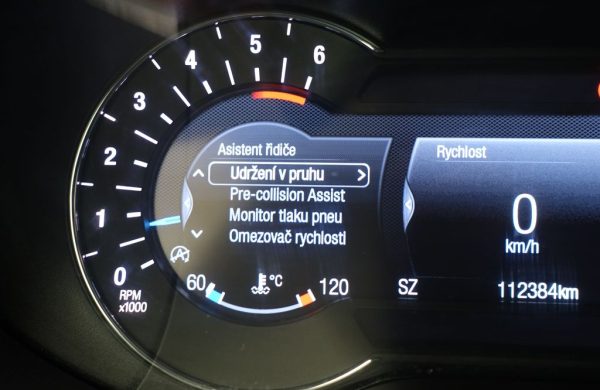 6
5
4
3
2
1
0
RPM
x1000
Asistent řidiče
Udržení v pruhu >
Pre-collision Assist
Monitor tlaku pneu
Omezovač rychlosti
A
60 °C 120
Rychlost
0
km/h
SZ 112384km